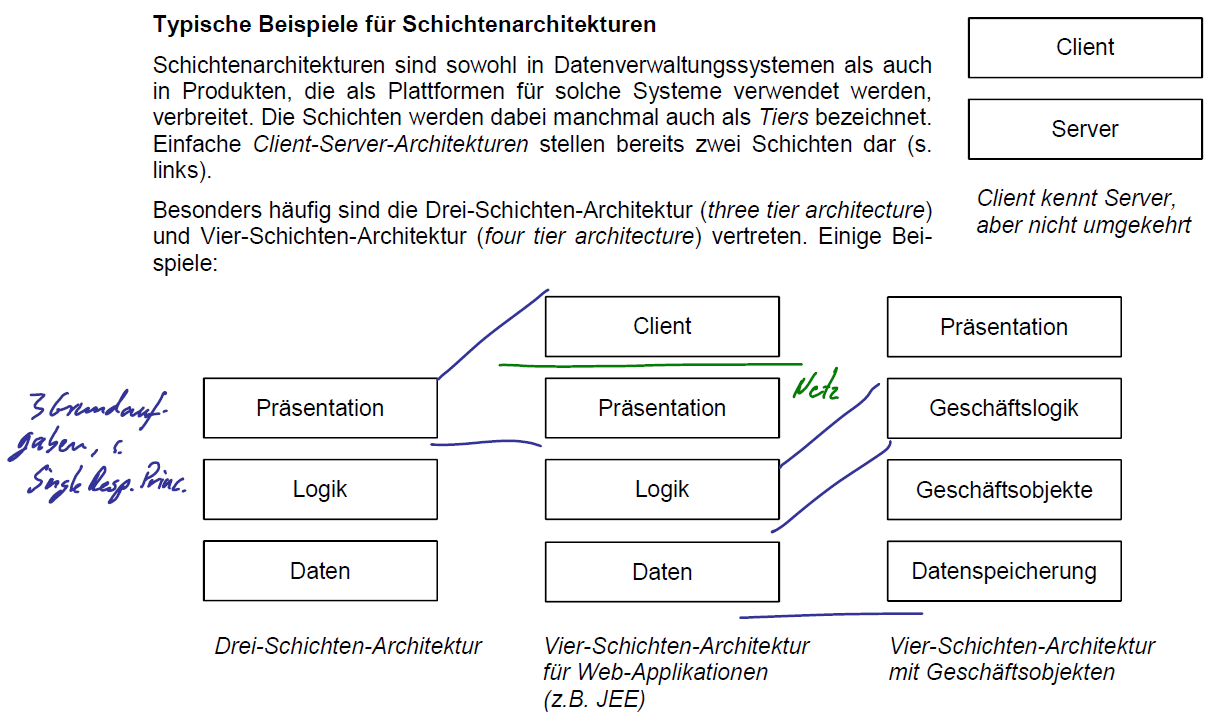 Typische Beispiele für Schichtenarchitekturen
Schichtenarchitekturen sind sowohl in Datenverwaltungssystemen als auch
in Produkten, die als Plattformen für solche Systeme verwendet werden,
verbreitet. Die Schichten werden dabei manchmal auch als Tiers bezeichnet.
Einfache Client-Server-Architekturen stellen bereits zwei Schichten dar (s.
links).
Besonders häufig sind die Drei-Schichten-Architektur (three tier architecture)
und Vier-Schichten-Architektur (four tier architecture) vertreten. Einige Bei-
spiele:
Client
Server
Client kennt Server,
aber nicht umgekehrt
3 Grundauf-
gaben, s.
Single Resp. Princ.
Präsentation
Logik
Daten
Drei-Schichten-Architektur
Client
Netz
Präsentation
Logik
Daten
Vier-Schichten-Architektur
für Web-Applikationen
(z.B. JEE)
Präsentation
Geschäftslogik
Geschäftsobjekte
Datenspeicherung
Vier-Schichten-Architektur
mit Geschäftsobjekten